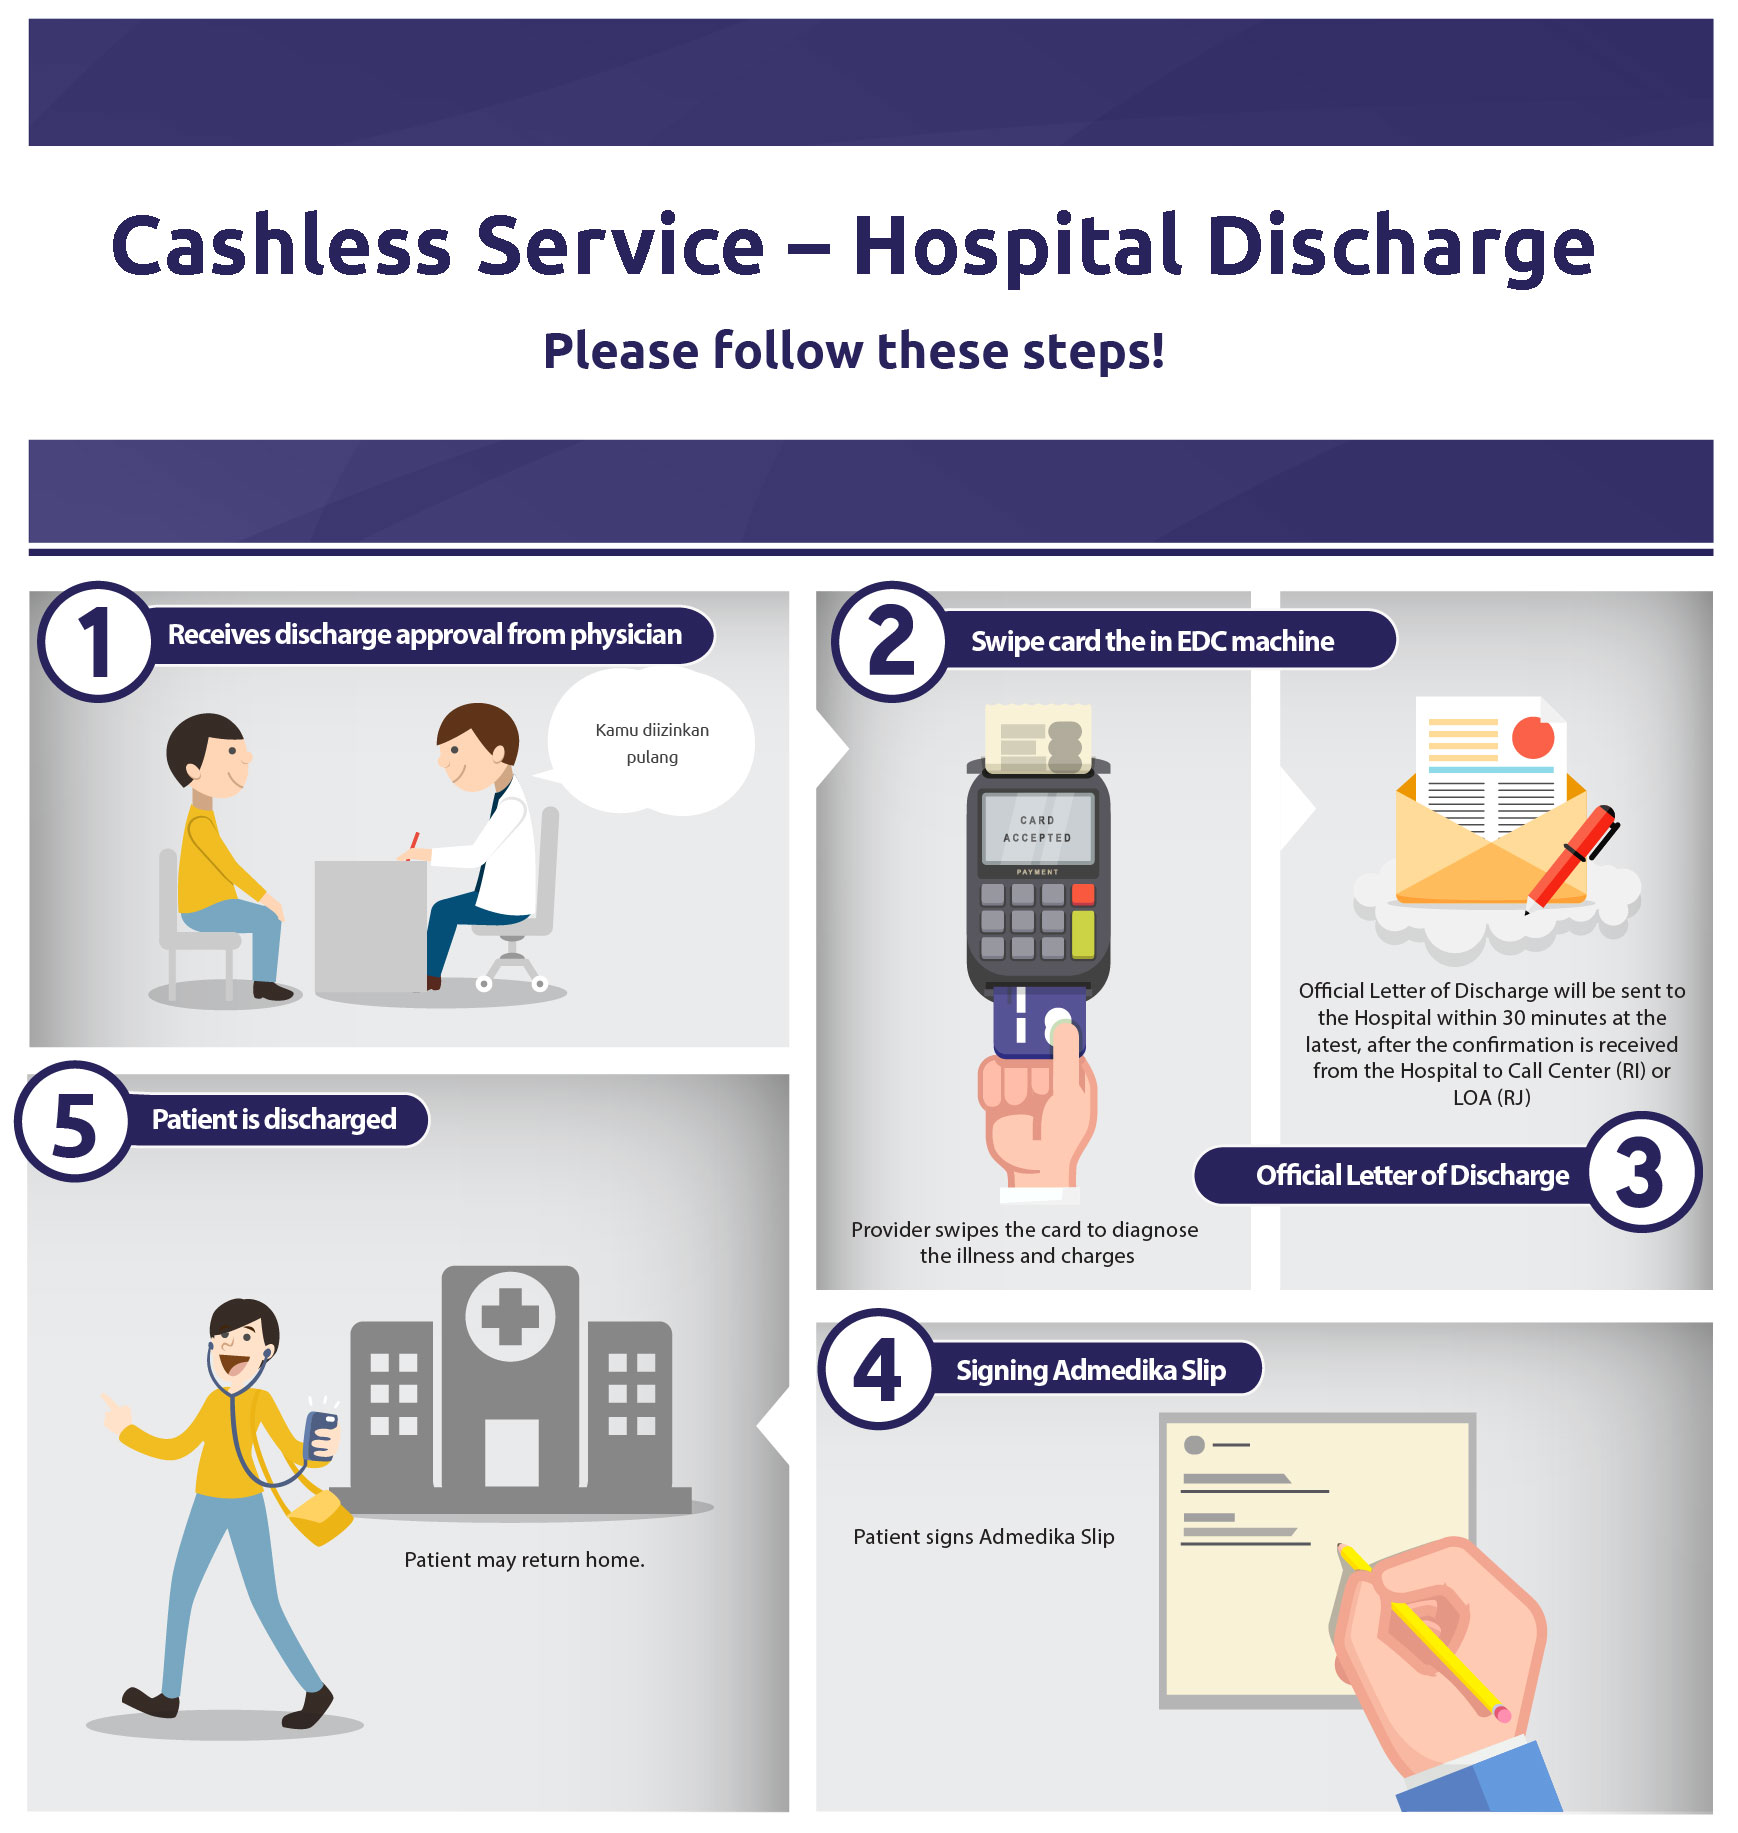 Cashless Service – Hospital Discharge
Please follow these steps!
1
Receives discharge approval from physician
Kamu diizinkan
pulang
2
Swipe card the in EDC machine
CARD
ACCEPTED
PAYMENT
Provider swipes the card to diagnose
the illness and charges
Official Letter of Discharge will be sent to
the Hospital within 30 minutes at the
latest, after the confirmation is received
from the Hospital to Call Center (RI) or
LOA (RJ)
Official Letter of Discharge
3
4
Signing Admedika Slip
Patient signs Admedika Slip
5
Patient is discharged
Patient may return home.